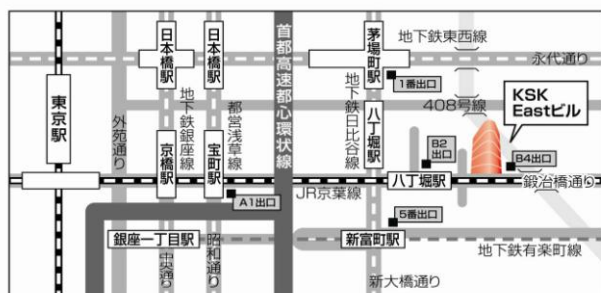 日本橋駅
日本橋駅
首都高速都心環状線
茅場町駅
地下鉄東西線
永代通り
1番出口
408号線
KSK
Eastビル
東京駅
外苑通り
地下鉄銀座線
京橋駅
都営浅草線
宝町駅
地下鉄日比谷線
八丁堀駅
B2
出口
B4出口
A1出口
JR京葉線
八丁堀駅
鍛冶橋通り
5番出口
銀座一丁目駅
新富町駅
地下鉄有楽町線
中央通り
昭和通り
新大橋通り